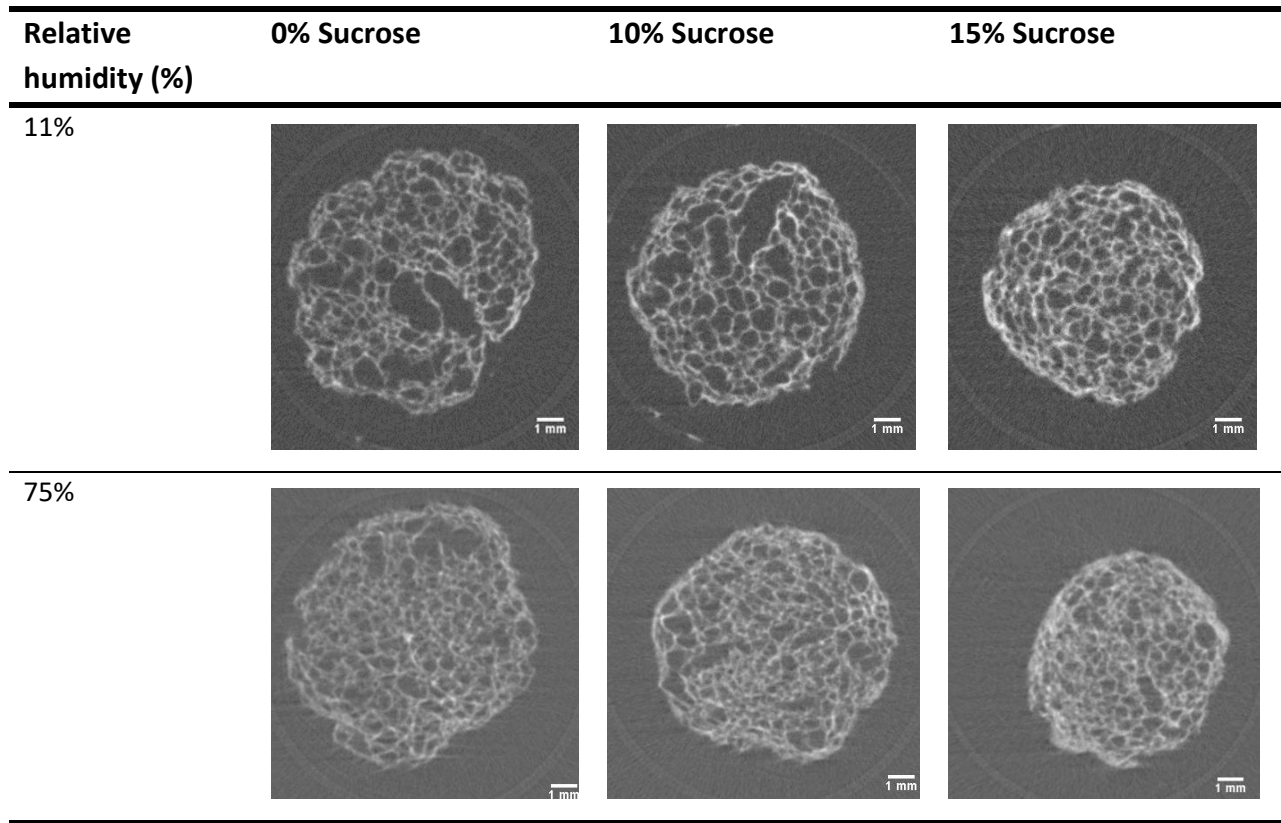 Relative humidity (%)
0% Sucrose
10% Sucrose
15% Sucrose
11%
1 mm
1 mm
1 mm
75%
1 mm
1 mm
1 mm